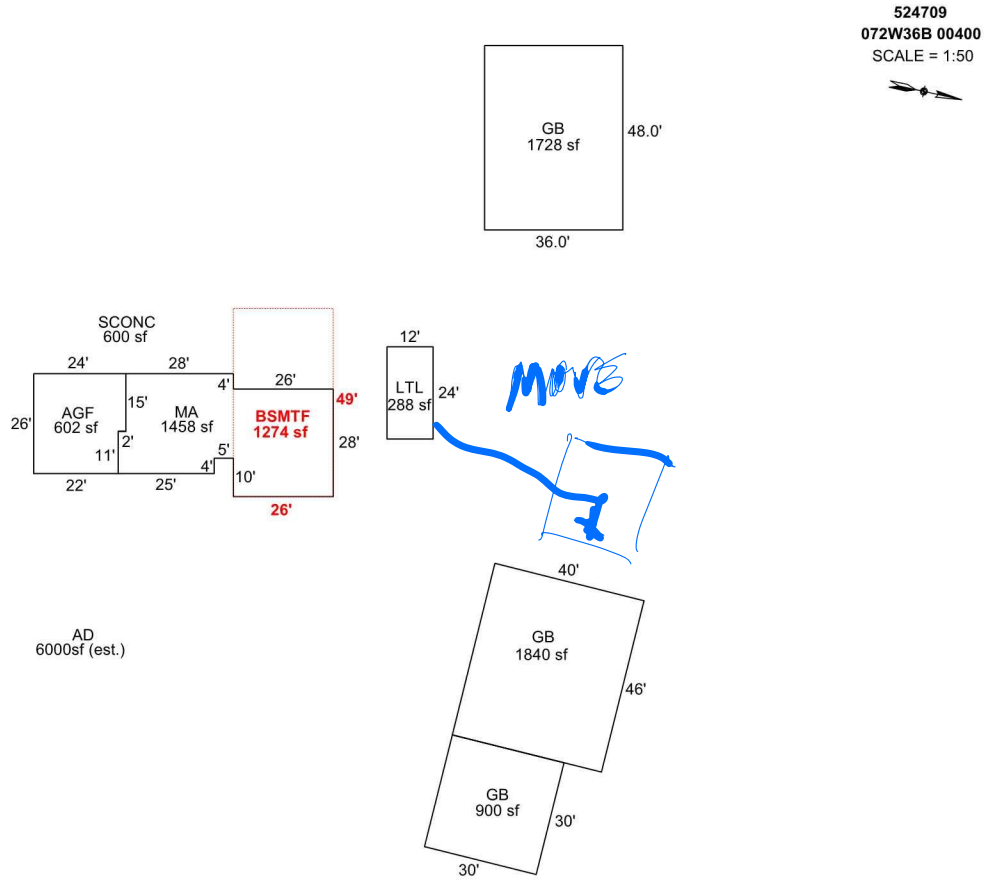 524709
072W36B 00400
SCALE = 1:50
GB
1728 sf
48.0'
36.0'
SCONC
600 sf
24'
28'
4'
26'
49'
12'
LTL
288 sf
24'
MOVE
26'
AGF
602 sf
15'
MA
1458 sf
BSMTF
1274 sf
28'
2'
11'
5'
4'
10'
22'
25'
26'
40'
AD
6000sf (est.)
GB
1840 sf
46'
GB
900 sf
30'
30'